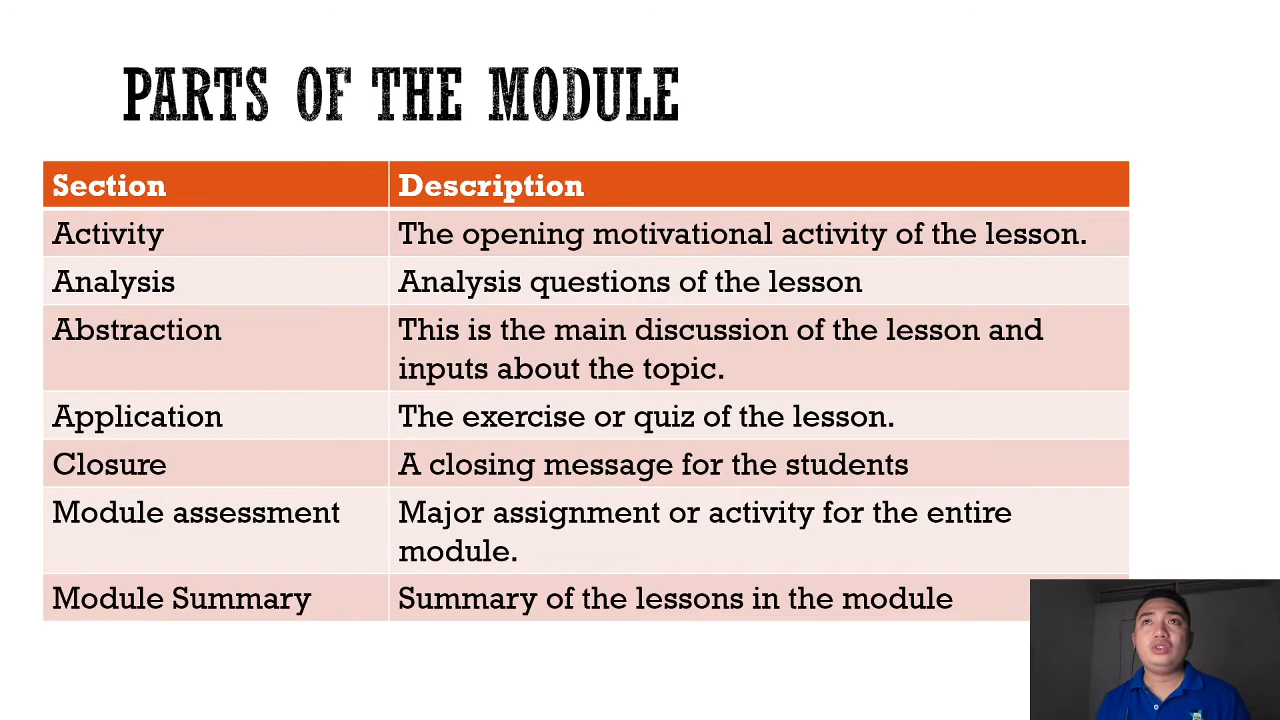 PARTS OF THE MODULE
Section Description
Activity The opening motivational activity of the lesson.
Analysis Analysis questions of the lesson
Abstraction This is the main discussion of the lesson and
inputs about the topic.
Application The exercise or quiz of the lesson.
Closure A closing message for the students
Module assessment Major assignment or activity for the entire
module.
Module Summary Summary of the lessons in the module